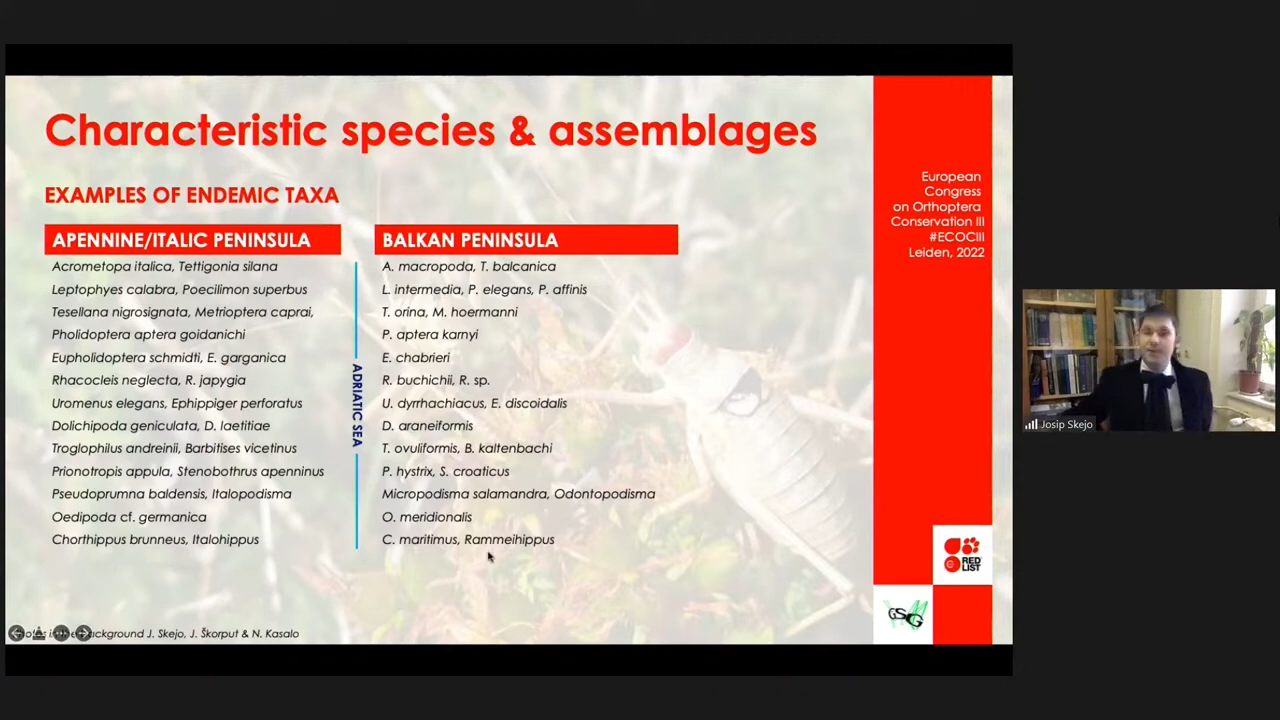 Characteristic species & assemblages
EXAMPLES OF ENDEMIC TAXA
APENNINE/ITALIC PENINSULA
Acrometopa italica, Tettigonia silana
Leptophyes calabra, Poecilimon superbus
Tesellana nigrosignata, Metrioptera caprai,
Pholidoptera aptera goidanichi
Eupholidoptera schmidti, E. garganica
Rhacocleis neglecta, R. japygia
Uromenus elegans, Ephippiger perforatus
Dolichipoda geniculata, D. laetitiae
Troglophilus andreinii, Barbitises vicetinus
Prionotropis appula, Stenobothrus apenninus
Pseudoprumna baldensis, Italopodisma
Oedipoda cf. germanica
Chorthippus brunneus, Italohippus
ADRIATIC SEA
BALKAN PENINSULA
A. macropoda, T. balcanica
L. intermedia, P. elegans, P. affinis
T. orina, M. hoermanni
P. aptera karnyi
E. chabrieri
R. buchichii, R. sp.
U. dyrrhachiacus, E. discoidalis
D. araneiformis
T. ovuliformis, B. kaltenbachi
P. hystrix, S. croaticus
Micropodisma salamandra, Odontopodisma
O. meridionalis
C. maritimus, Rammeihippus
European
Congress
on Orthoptera
Conservation III
#ECOCIII
Leiden, 2022
RED
LIST
GSG
J. Skejo, J. Škorput & N. Kasalo
Josip Skejo